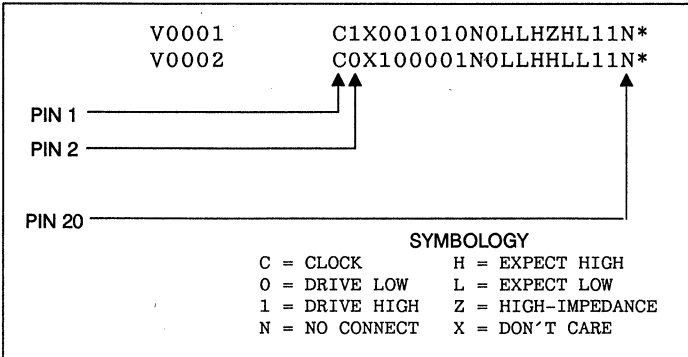 V0001 C1X001010N0LLHZHL11N*
V0002 C0X100001N0LLHHLL11N*
PIN 1
PIN 2
PIN 20
SYMBOLOGY
C = CLOCK H = EXPECT HIGH
0 = DRIVE LOW L = EXPECT LOW
1 = DRIVE HIGH Z = HIGH-IMPEDANCE
N = NO CONNECT X = DON´T CARE